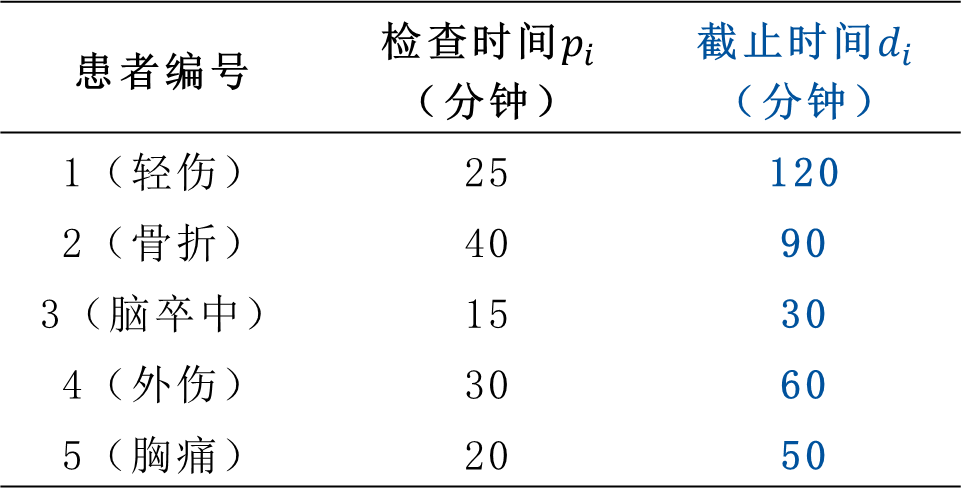 患者编号 检查时间pᵢ（分钟） 截止时间dᵢ（分钟）
1（轻伤） 25 120
2（骨折） 40 90
3（脑卒中） 15 30
4（外伤） 30 60
5（胸痛） 20 50